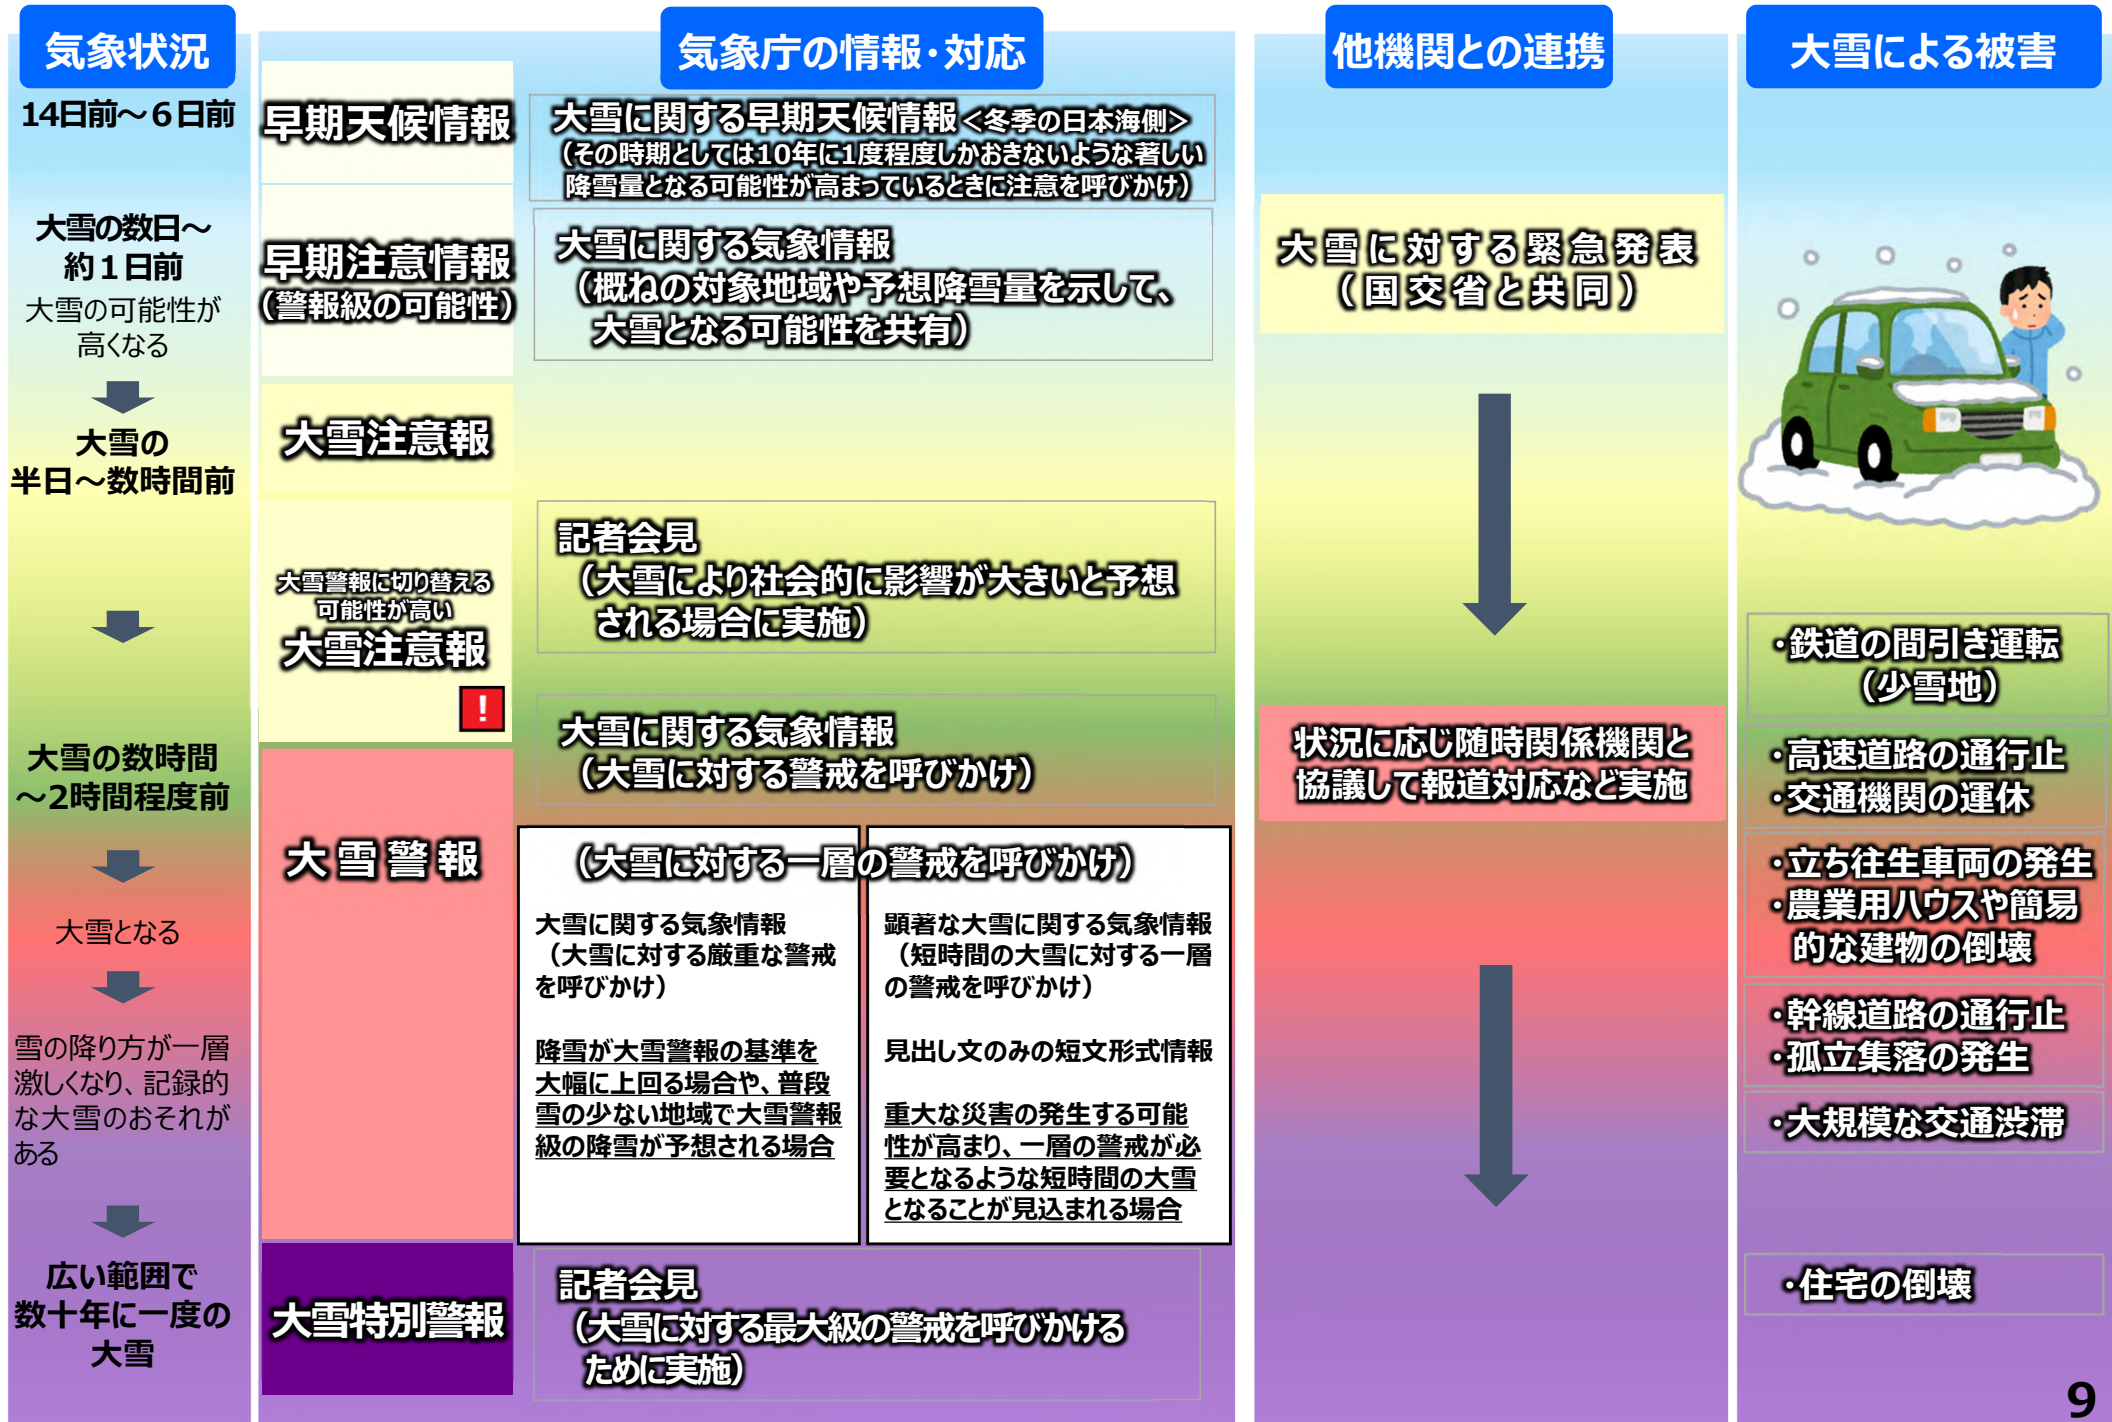 気象状況
14日前～6日前
大雪の数日～
約1日前
大雪の可能性が
高くなる
大雪の
半日～数時間前
大雪の数時間
～2時間程度前
大雪となる
雪の降り方が一層
激しくなり、記録的
な大雪のおそれが
ある
広い範囲で
数十年に一度の
大雪
気象庁の情報・対応
早期天候情報
大雪に関する早期天候情報＜冬季の日本海側＞
（その時期としては10年に1度程度しかおきないような著しい
降雪量となる可能性が高まっているときに注意を呼びかけ）
早期注意情報
（警報級の可能性）
大雪に関する気象情報
（概ねの対象地域や予想降雪量を示して、
大雪となる可能性を共有）
大雪注意報
大雪警報に切り替える
可能性が高い
大雪注意報
!
記者会見
（大雪により社会的に影響が大きいと予想
される場合に実施）
大雪に関する気象情報
（大雪に対する警戒を呼びかけ）
大雪警報
（大雪に対する一層の警戒を呼びかけ）
大雪に関する気象情報
（大雪に対する厳重な警戒
を呼びかけ）
降雪が大雪警報の基準を
大幅に上回る場合や、普段
雪の少ない地域で大雪警報
級の降雪が予想される場合
顕著な大雪に関する気象情報
（短時間の大雪に対する一層
の警戒を呼びかけ）
見出し文のみの短文形式情報
重大な災害の発生する可能
性が高まり、一層の警戒が必
要となるような短時間の大雪
となることが見込まれる場合
大雪特別警報
記者会見
（大雪に対する最大級の警戒を呼びかける
ために実施）
他機関との連携
大雪に対する緊急発表
（国交省と共同）
状況に応じ随時関係機関と
協議して報道対応など実施
大雪による被害
・鉄道の間引き運転
（少雪地）
・高速道路の通行止
・交通機関の運休
・立ち往生車両の発生
・農業用ハウスや簡易
的な建物の倒壊
・幹線道路の通行止
・孤立集落の発生
・大規模な交通渋滞
・住宅の倒壊
9